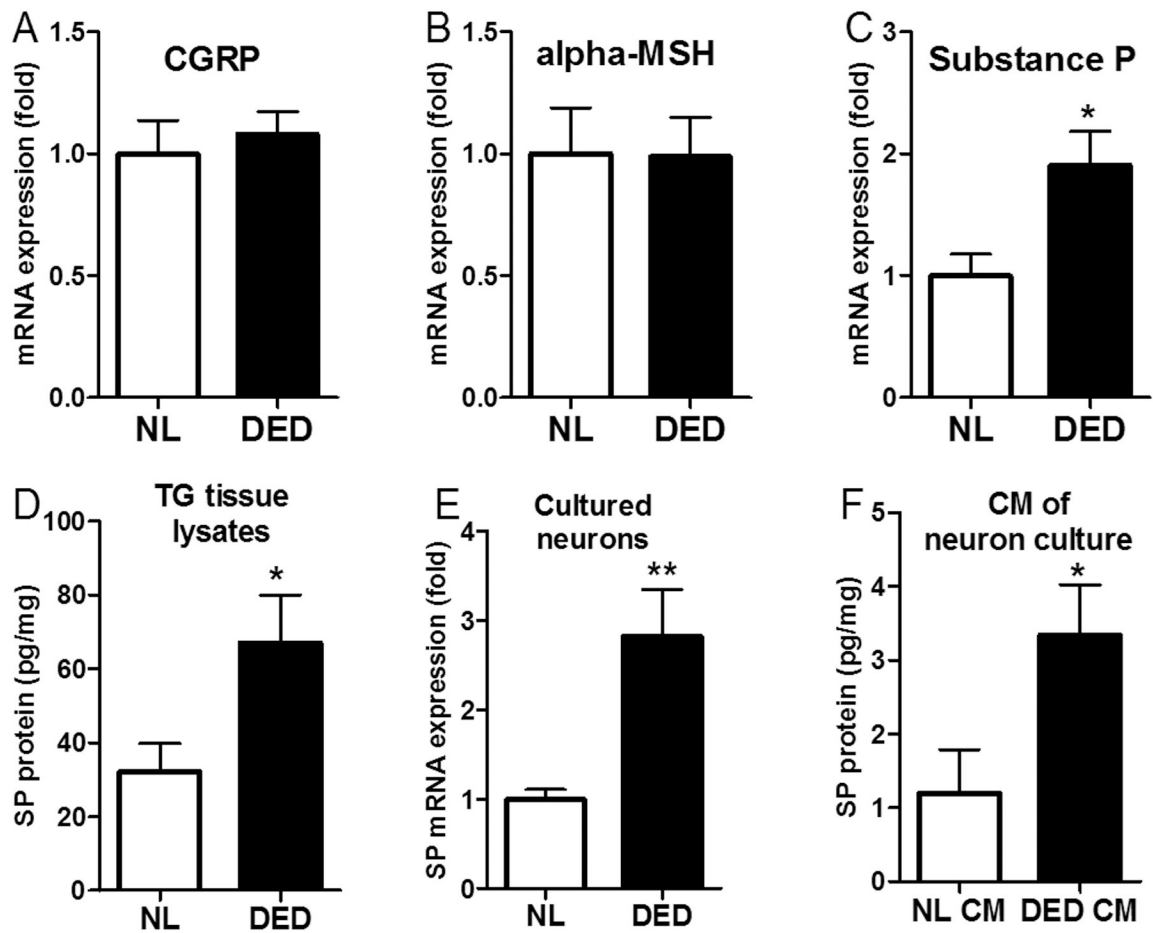 A
CGRP
mRNA expression (fold)
1.5
1.0
0.5
0.0
NL DED
B
alpha-MSH
mRNA expression (fold)
1.5
1.0
0.5
0.0
NL DED
C
Substance P
mRNA expression (fold)
3
2
1
0
*
NL DED
D
TG tissue
lysates
SP protein (pg/mg)
100
80
60
40
20
0
*
NL DED
E
Cultured
neurons
SP mRNA expression (fold)
4
3
2
1
0
**
NL DED
F
CM of
neuron culture
SP protein (pg/mg)
5
4
3
2
1
0
*
NL CM DED CM